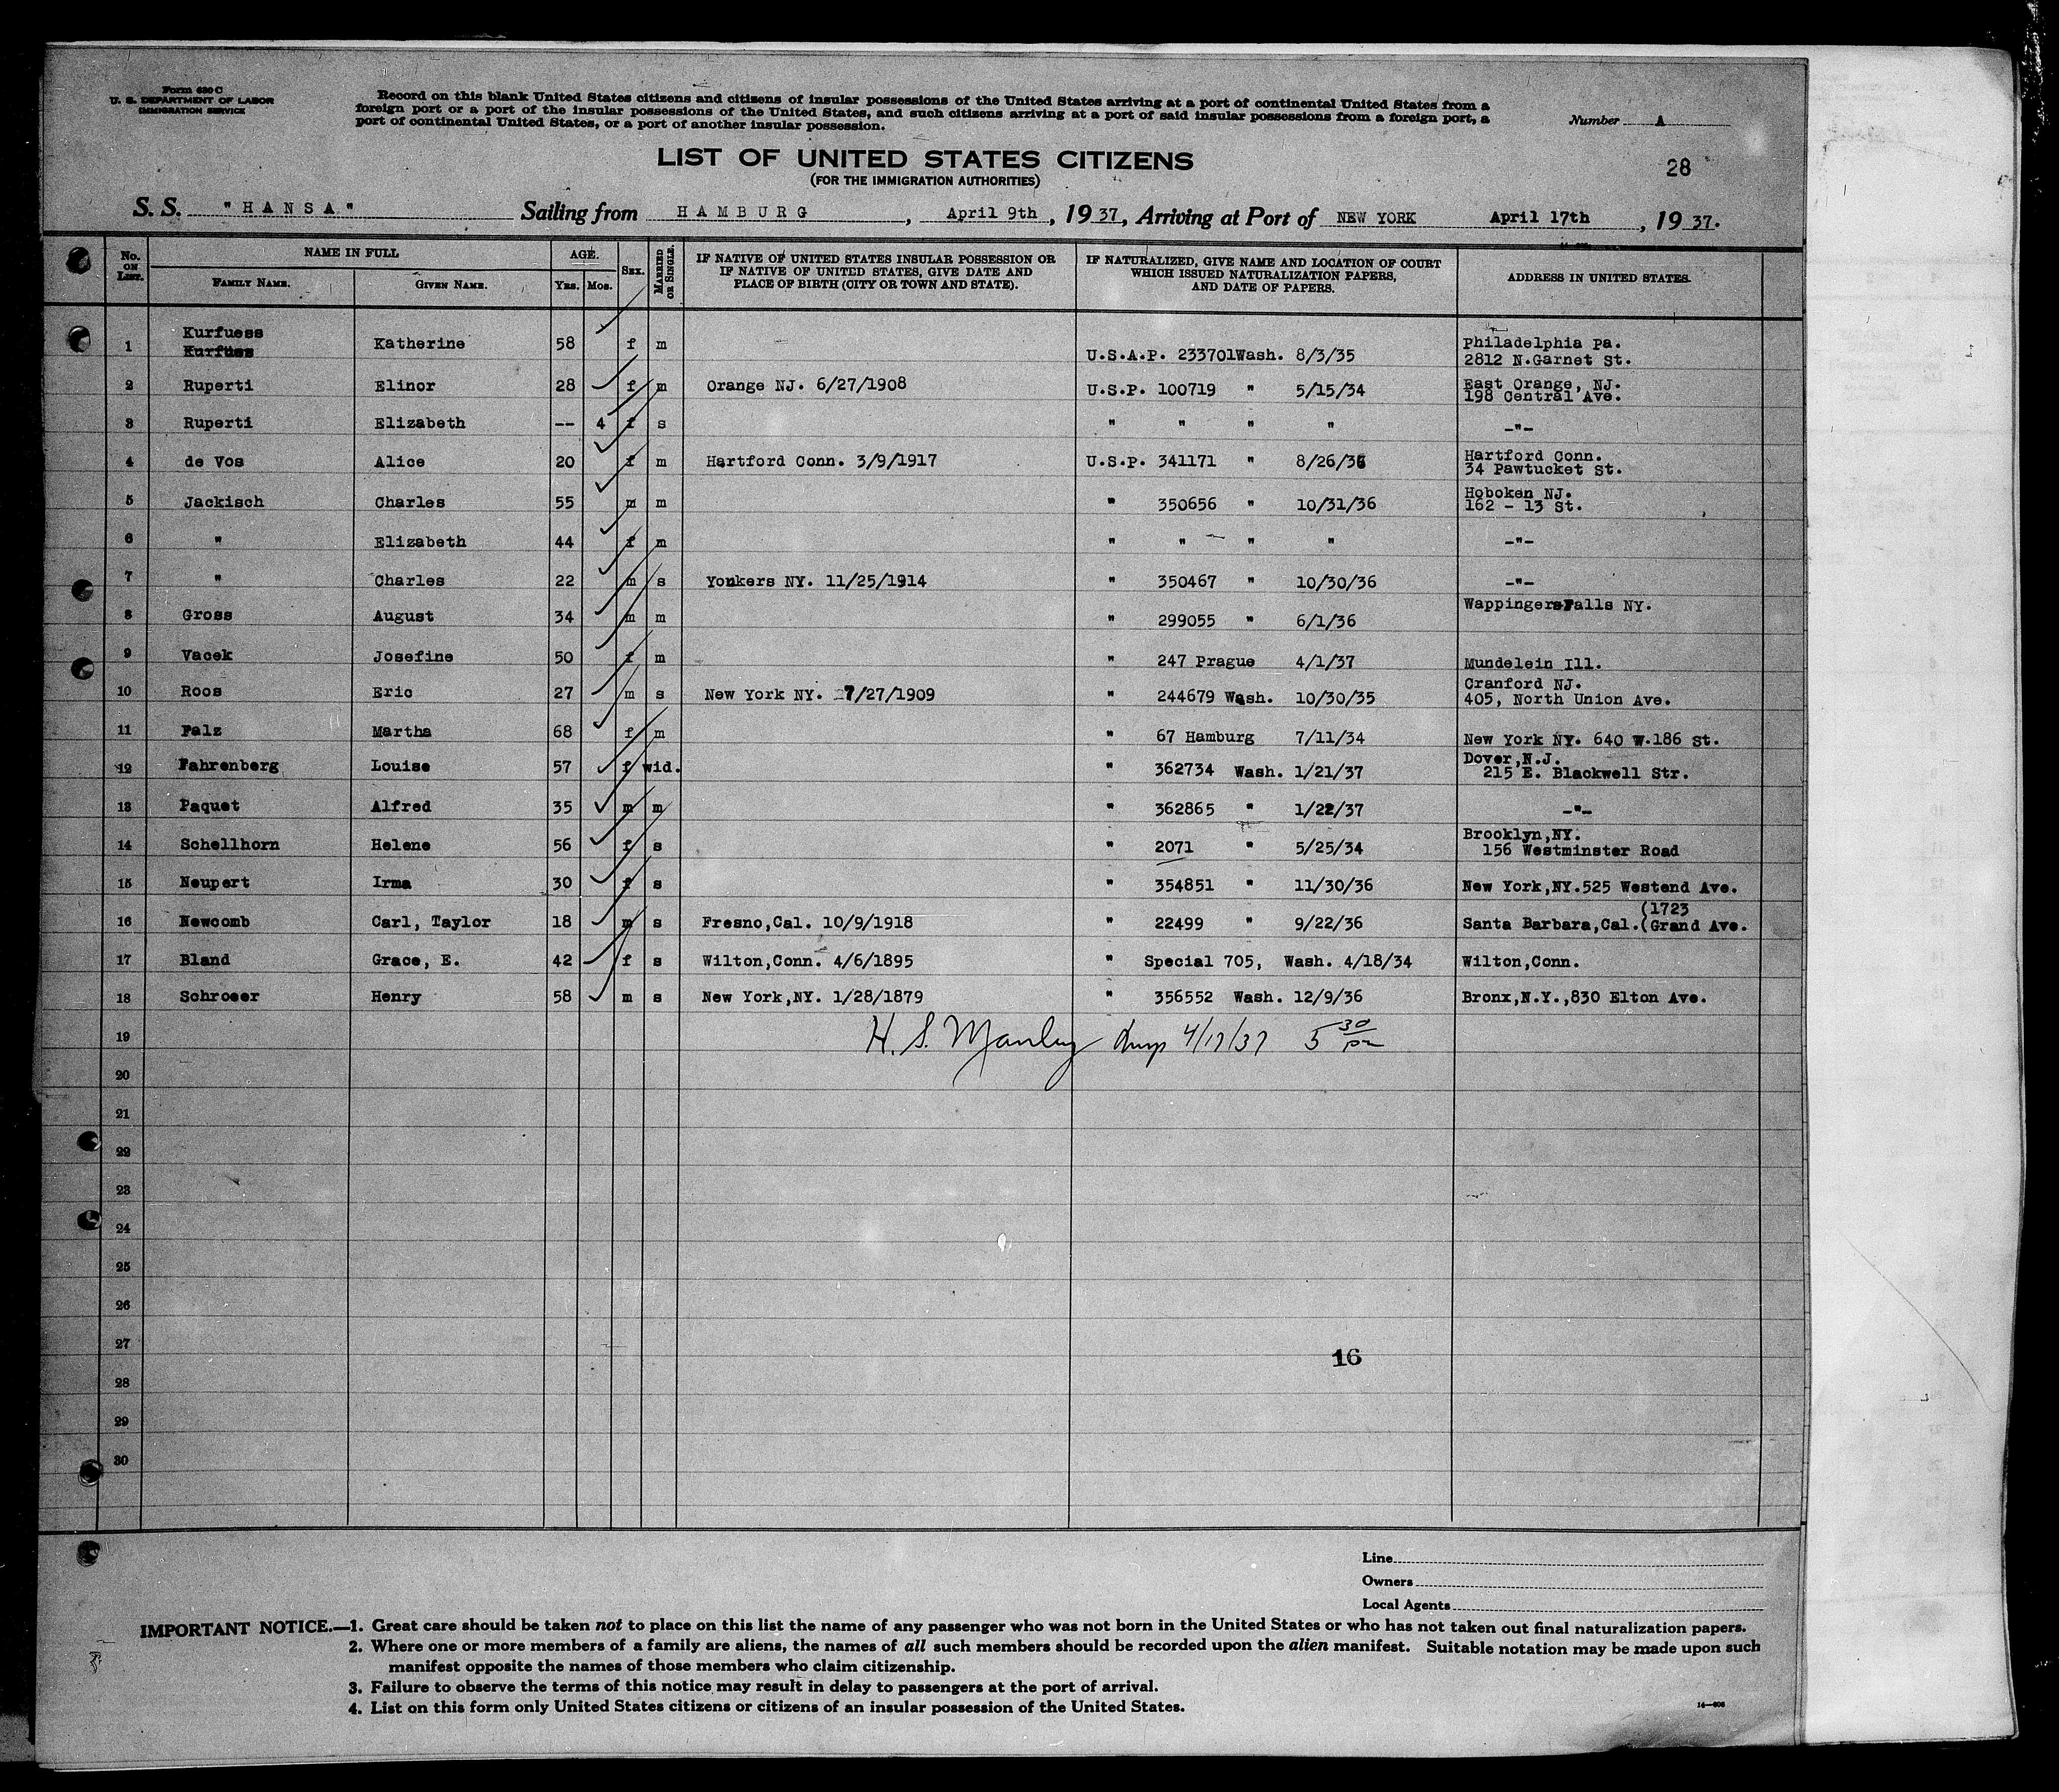 Form 630 C
U. S. DEPARTMENT OF LABOR
IMMIGRATION SERVICE
Record on this blank United States citizens and citizens of insular possessions of the United States arriving at a port of continental United States from a
foreign port or a port of the insular possessions of the United States, and such citizens arriving at a port of said insular possessions from a foreign port, a
port of continental United States, or a port of another insular possession.
Number A
LIST OF UNITED STATES CITIZENS
(FOR THE IMMIGRATION AUTHORITIES)
28
S. S. "HANSA" Sailing from HAMBURG, April 9th, 1937, Arriving at Port of NEW YORK April 17th, 1937.
No. ON LIST. NAME IN FULL FAMILY NAME. GIVEN NAME. AGE. YRS. MOS. SEX. MARRIED OR SINGLE. IF NATIVE OF UNITED STATES INSULAR POSSESSION OR IF NATIVE OF UNITED STATES, GIVE DATE AND PLACE OF BIRTH (CITY OR TOWN AND STATE). IF NATURALIZED, GIVE NAME AND LOCATION OF COURT WHICH ISSUED NATURALIZATION PAPERS, AND DATE OF PAPERS. ADDRESS IN UNITED STATES.
Kurfuess
1 Kurfüss Katherine 58 f m U.S.A.P. 233701Wash. 8/3/35 Philadelphia Pa. 2812 N.Garnet St.
2 Ruperti Elinor 28 f m Orange NJ. 6/27/1908 U.S.P. 100719 " 5/15/34 East Orange, NJ. 198 Central Ave.
3 Ruperti Elizabeth -- 4 f s " " " " -"-
4 de Vos Alice 20 f m Hartford Conn. 3/9/1917 U.S.P. 341171 " 8/26/36 Hartford Conn. 34 Pawtucket St.
5 Jackisch Charles 55 m m " 350656 " 10/31/36 Hoboken NJ. 162 - 13 St.
6 " Elizabeth 44 f m " " " " -"-
7 " Charles 22 m s Yonkers NY. 11/25/1914 " 350467 " 10/30/36 -"-
8 Gross August 34 m m " 299055 " 6/1/36 WappingersFalls NY.
9 Vacek Josefine 50 f m " 247 Prague 4/1/37 Mundelein Ill.
10 Roos Eric 27 m s New York NY. 7/27/1909 " 244679 Wash. 10/30/35 Cranford NJ. 405, North Union Ave.
11 Falz Martha 68 f m " 67 Hamburg 7/11/34 New York NY. 640 W.186 St.
12 Fahrenberg Louise 57 f wid. " 362734 Wash. 1/21/37 Dover,N.J. 215 E. Blackwell Str.
13 Paquet Alfred 35 m m " 362865 " 1/22/37 -"-
14 Schellhorn Helene 56 f s " 2071 " 5/25/34 Brooklyn,NY. 156 Westminster Road
15 Neupert Irma 30 f s " 354851 " 11/30/36 New York,NY.525 Westend Ave.
16 Newcomb Carl, Taylor 18 m s Fresno,Cal. 10/9/1918 " 22499 " 9/22/36 Santa Barbara,Cal.(1723 (Grand Ave.
17 Bland Grace, E. 42 f s Wilton,Conn. 4/6/1895 " Special 705, Wash. 4/18/34 Wilton,Conn.
18 Schroeer Henry 58 m s New York,NY. 1/28/1879 " 356552 Wash. 12/9/36 Bronx,N.Y.,830 Elton Ave.
19 H. S. Manley 4/17/37 5 30 pm
20
21
22
23
24
25
26
27
16
28
29
30
Line
Owners
Local Agents
IMPORTANT NOTICE.—1. Great care should be taken not to place on this list the name of any passenger who was not born in the United States or who has not taken out final naturalization papers.
2. Where one or more members of a family are aliens, the names of all such members should be recorded upon the alien manifest. Suitable notation may be made upon such
manifest opposite the names of those members who claim citizenship.
3. Failure to observe the terms of this notice may result in delay to passengers at the port of arrival.
4. List on this form only United States citizens or citizens of an insular possession of the United States.